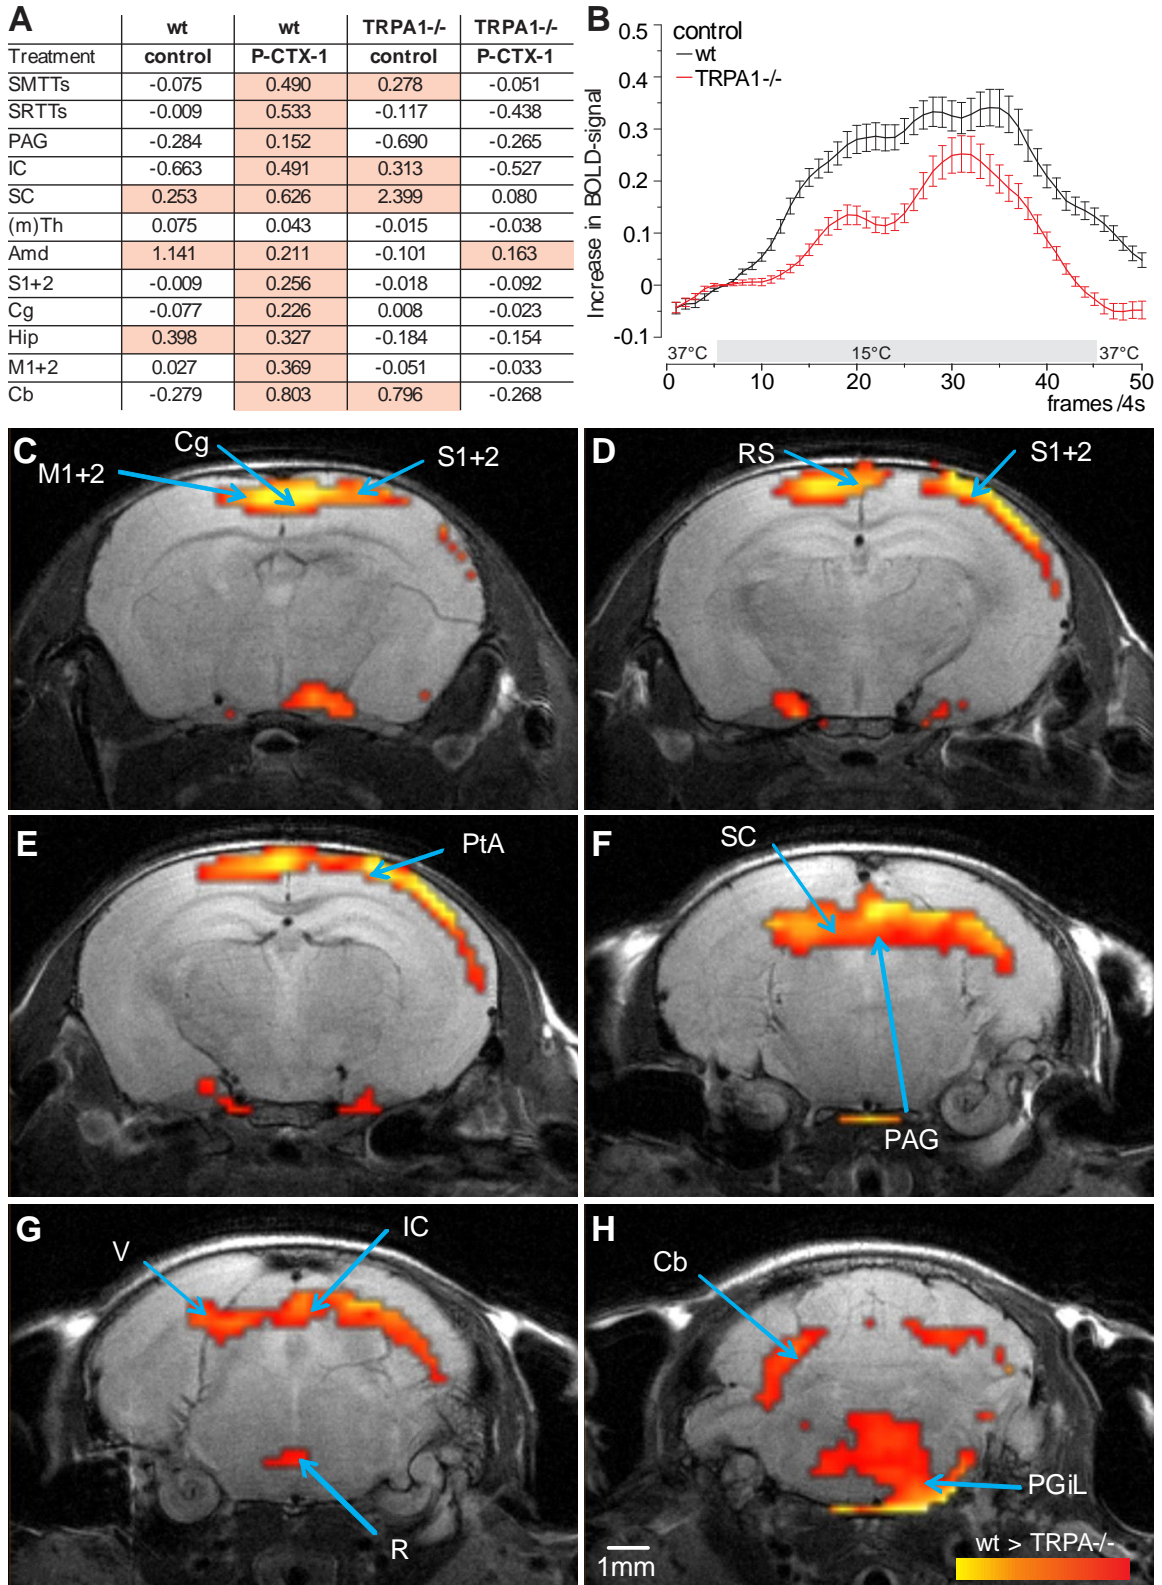 A
wt wt TRPA1-/- TRPA1-/-
Treatment control P-CTX-1 control P-CTX-1
SMTTs -0.075 0.490 0.278 -0.051
SRTTs -0.009 0.533 -0.117 -0.438
PAG -0.284 0.152 -0.690 -0.265
IC -0.663 0.491 0.313 -0.527
SC 0.253 0.626 2.399 0.080
(m)Th 0.075 0.043 -0.015 -0.038
Amd 1.141 0.211 -0.101 0.163
S1+2 -0.009 0.256 -0.018 -0.092
Cg -0.077 0.226 0.008 -0.023
Hip 0.398 0.327 -0.184 -0.154
M1+2 0.027 0.369 -0.051 -0.033
Cb -0.279 0.803 0.796 -0.268
B
control
wt
TRPA1-/-
Increase in BOLD-signal
0.5
0.4
0.3
0.2
0.1
0
-0.1
37°C 15°C 37°C
0 10 20 30 40 50
frames /4s
C
Cg
M1+2
S1+2
D
RS
S1+2
E
PtA
F
SC
PAG
G
V
IC
R
H
Cb
PGiL
1mm
wt > TRPA-/-